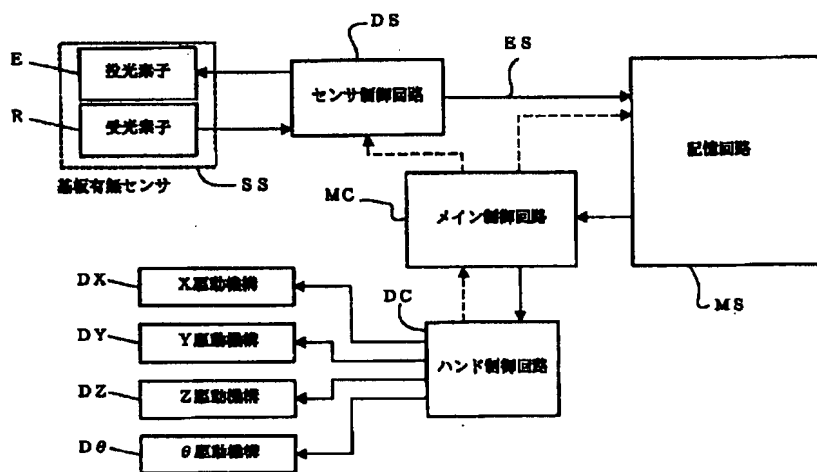 DS
E
投光素子
センサ制御回路
ES
R
受光素子
記憶回路
基板有無センサ
SS
MC
メイン制御回路
DX
X駆動機構
DC
MS
DY
Y駆動機構
ハンド制御回路
DZ
Z駆動機構
Dθ
θ駆動機構